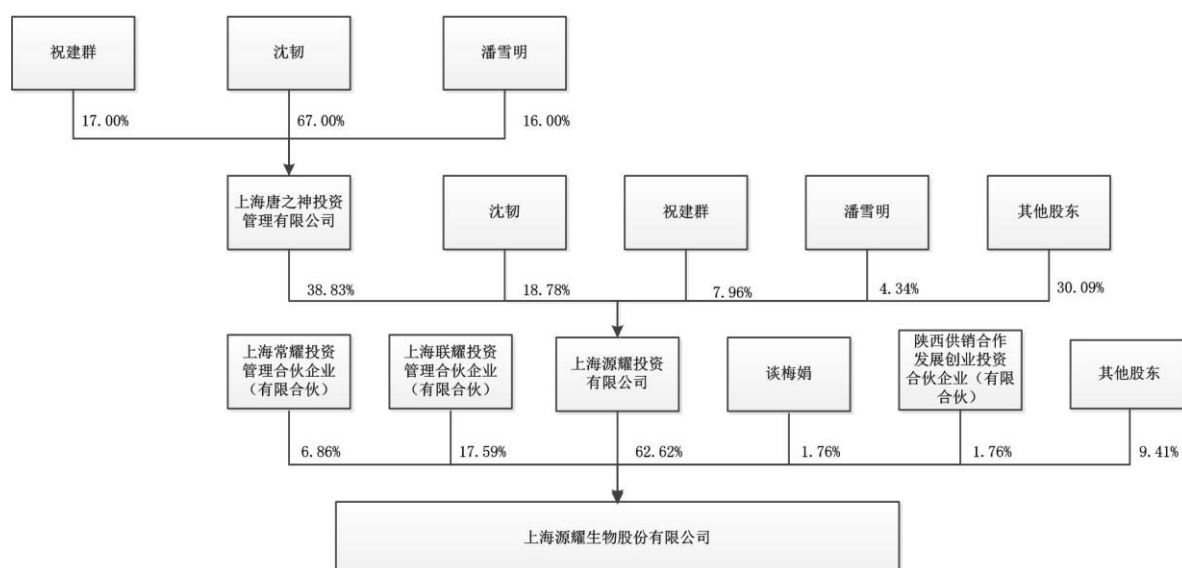 祝建群
沈韧
潘雪明
17.00%
67.00%
16.00%
上海唐之神投资
管理有限公司
沈韧
祝建群
潘雪明
其他股东
38.83%
18.78%
7.96%
4.34%
30.09%
上海常耀投资
管理合伙企业
（有限合伙）
上海联耀投资
管理合伙企业
（有限合伙）
上海源耀投资
有限公司
谈梅娟
陕西供销合作
发展创业投资
合伙企业（有限
合伙）
其他股东
6.86%
17.59%
62.62%
1.76%
1.76%
9.41%
上海源耀生物股份有限公司